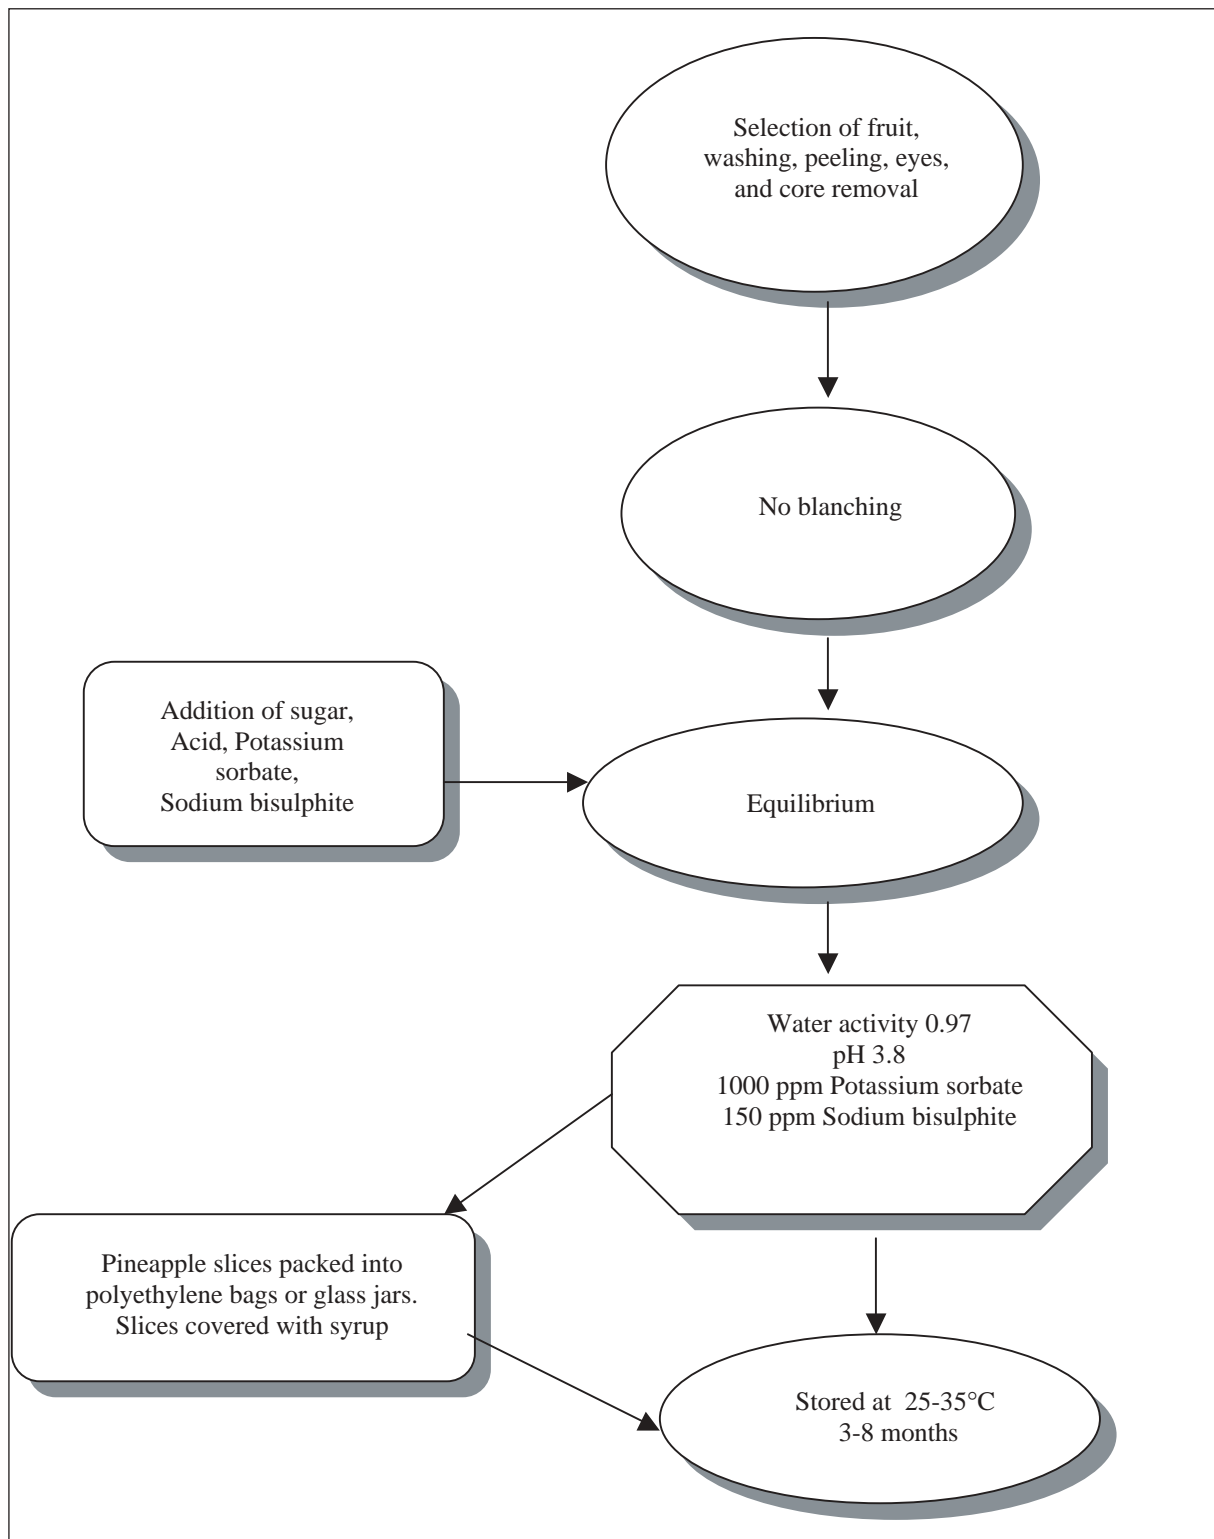 Selection of fruit,
washing, peeling, eyes,
and core removal
No blanching
Addition of sugar,
Acid, Potassium
sorbate,
Sodium bisulphite
Equilibrium
Water activity 0.97
pH 3.8
1000 ppm Potassium sorbate
150 ppm Sodium bisulphite
Pineapple slices packed into
polyethylene bags or glass jars.
Slices covered with syrup
Stored at 25-35°C
3-8 months